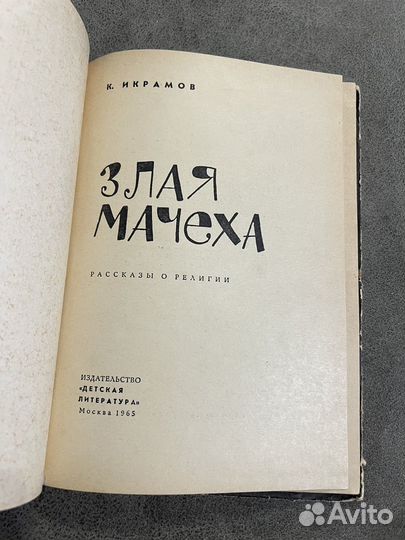 К. ИКРАМОВ
ЗЛАЯ
МАЧЕХА
РАССКАЗЫ О РЕЛИГИИ
ИЗДАТЕЛЬСТВО
«ДЕТСКАЯ
ЛИТЕРАТУРА»
Москва 1965
Avito